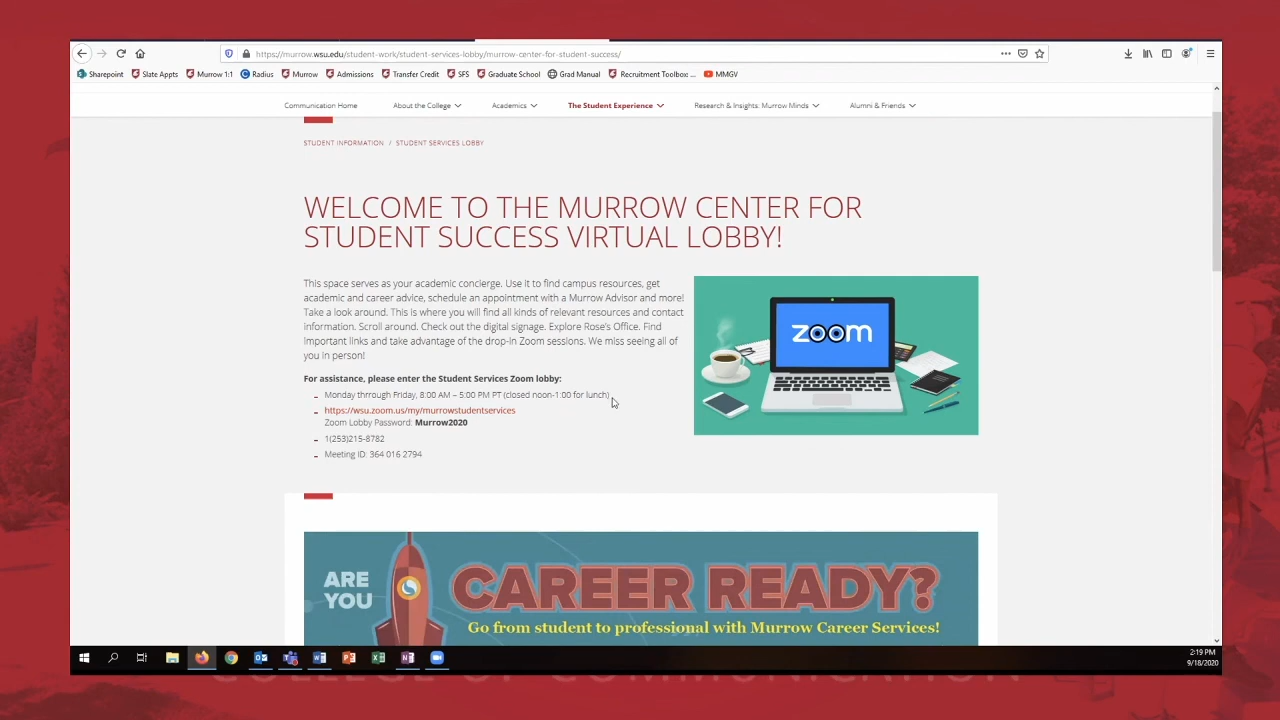 https://murrow.wsu.edu/student-work/student-services-lobby/murrow-center-for-student-success/
Sharepoint Slate Appts Murrow 1:1 Radius Murrow Admissions Transfer Credit SFS Graduate School Grad Manual Recruitment Toolbox: ... MMGV
Communication Home About the College Academics The Student Experience Research & Insights: Murrow Minds Alumni & Friends
STUDENT INFORMATION / STUDENT SERVICES LOBBY
WELCOME TO THE MURROW CENTER FOR
STUDENT SUCCESS VIRTUAL LOBBY!
This space serves as your academic concierge. Use it to find campus resources, get
academic and career advice, schedule an appointment with a Murrow Advisor and more!
Take a look around. This is where you will find all kinds of relevant resources and contact
information. Scroll around. Check out the digital signage. Explore Rose's Office. Find
important links and take advantage of the drop-in Zoom sessions. We miss seeing all of
you in person!
zoom
For assistance, please enter the Student Services Zoom lobby:
Monday through Friday, 8:00 AM – 5:00 PM PT (closed noon-1:00 for lunch)
https://wsu.zoom.us/my/murrowstudentservices
Zoom Lobby Password: Murrow2020
1(253)215-8782
Meeting ID: 364 016 2794
ARE
YOU
CAREER READY?
Go from student to professional with Murrow Career Services!
2:19 PM
9/18/2020
COLLEGE OF COMMUNICATION